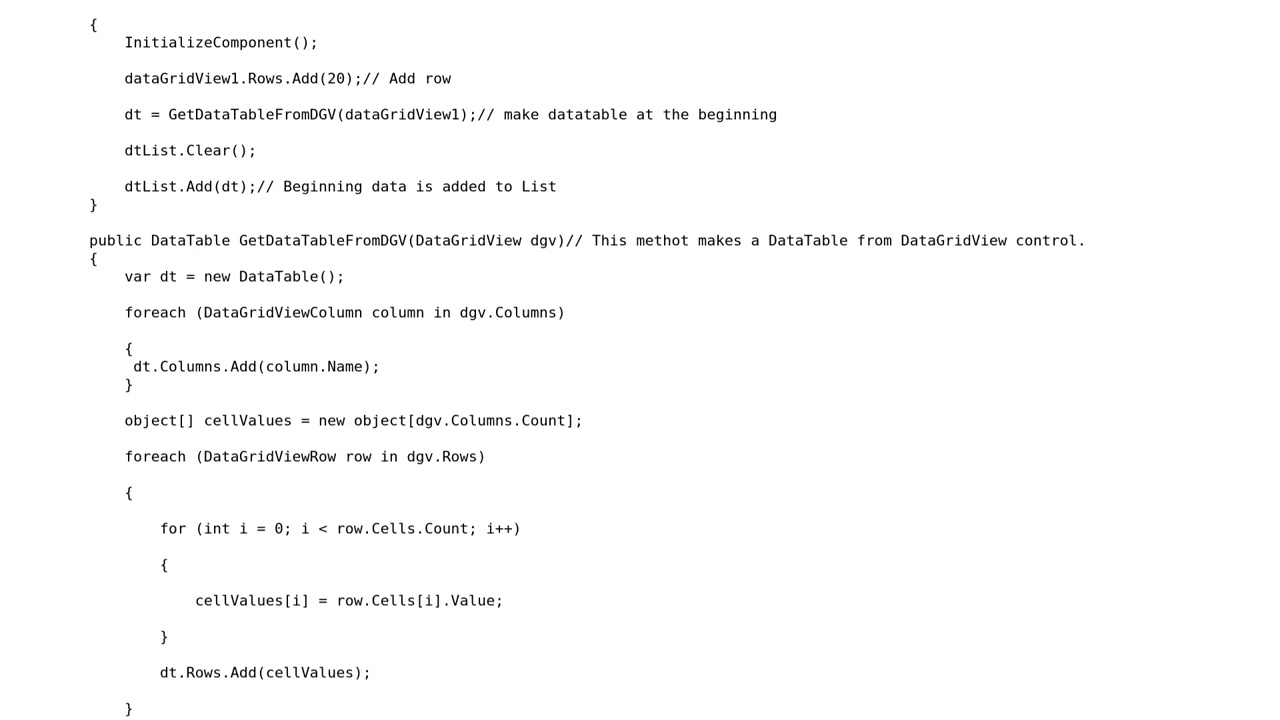 {
    InitializeComponent();
    dataGridView1.Rows.Add(20);// Add row
    dt = GetDataTableFromDGV(dataGridView1);// make datatable at the beginning
    dtList.Clear();
    dtList.Add(dt);// Beginning data is added to List
}
public DataTable GetDataTableFromDGV(DataGridView dgv)// This methot makes a DataTable from DataGridView control.
{
    var dt = new DataTable();
    foreach (DataGridViewColumn column in dgv.Columns)
    {
     dt.Columns.Add(column.Name);
    }
    object[] cellValues = new object[dgv.Columns.Count];
    foreach (DataGridViewRow row in dgv.Rows)
    {
        for (int i = 0; i < row.Cells.Count; i++)
        {
            cellValues[i] = row.Cells[i].Value;
        }
        dt.Rows.Add(cellValues);
    }